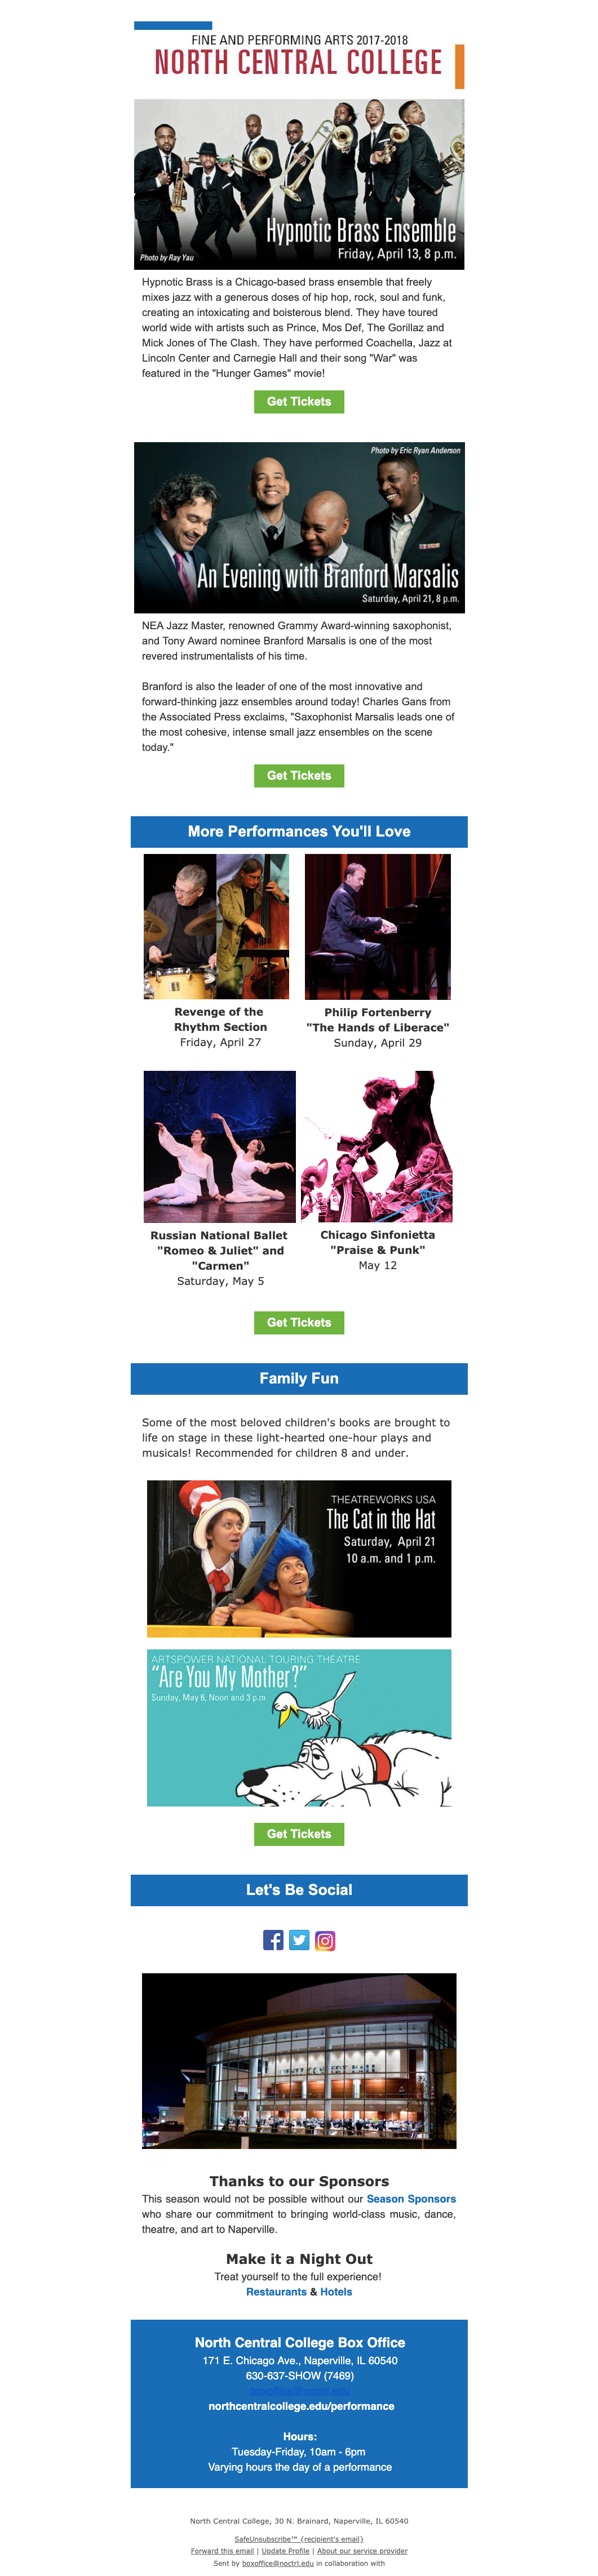 FINE AND PERFORMING ARTS 2017-2018
NORTH CENTRAL COLLEGE
Hypnotic Brass Ensemble
Friday, April 13, 8 p.m.
Photo by Ray Yau
Hypnotic Brass is a Chicago-based brass ensemble that freely
mixes jazz with a generous doses of hip hop, rock, soul and funk,
creating an intoxicating and boisterous blend. They have toured
world wide with artists such as Prince, Mos Def, The Gorillaz and
Mick Jones of The Clash. They have performed Coachella, Jazz at
Lincoln Center and Carnegie Hall and their song "War" was
featured in the "Hunger Games" movie!
Get Tickets
Photo by Eric Ryan Anderson
An Evening with Branford Marsalis
Saturday, April 21, 8 p.m.
NEA Jazz Master, renowned Grammy Award-winning saxophonist,
and Tony Award nominee Branford Marsalis is one of the most
revered instrumentalists of his time.
Branford is also the leader of one of the most innovative and
forward-thinking jazz ensembles around today! Charles Gans from
the Associated Press exclaims, "Saxophonist Marsalis leads one of
the most cohesive, intense small jazz ensembles on the scene
today."
Get Tickets
More Performances You'll Love
Revenge of the
Rhythm Section
Friday, April 27
Philip Fortenberry
"The Hands of Liberace"
Sunday, April 29
Russian National Ballet
"Romeo & Juliet" and
"Carmen"
Saturday, May 5
Chicago Sinfonietta
"Praise & Punk"
May 12
Get Tickets
Family Fun
Some of the most beloved children's books are brought to
life on stage in these light-hearted one-hour plays and
musicals! Recommended for children 8 and under.
THEATREWORKS USA
The Cat in the Hat
Saturday, April 21
10 a.m. and 1 p.m.
ARTSPOWER NATIONAL TOURING THEATRE
"Are You My Mother?"
Sunday, May 6, Noon and 3 p.m
Get Tickets
Let's Be Social
Thanks to our Sponsors
This season would not be possible without our Season Sponsors
who share our commitment to bringing world-class music, dance,
theatre, and art to Naperville.
Make it a Night Out
Treat yourself to the full experience!
Restaurants & Hotels
North Central College Box Office
171 E. Chicago Ave., Naperville, IL 60540
630-637-SHOW (7469)
boxoffice@noctrl.edu
northcentralcollege.edu/performance
Hours:
Tuesday-Friday, 10am - 6pm
Varying hours the day of a performance
North Central College, 30 N. Brainard, Naperville, IL 60540
SafeUnsubscribe™ {recipient's email}
Forward this email | Update Profile | About our service provider
Sent by boxoffice@noctrl.edu in collaboration with